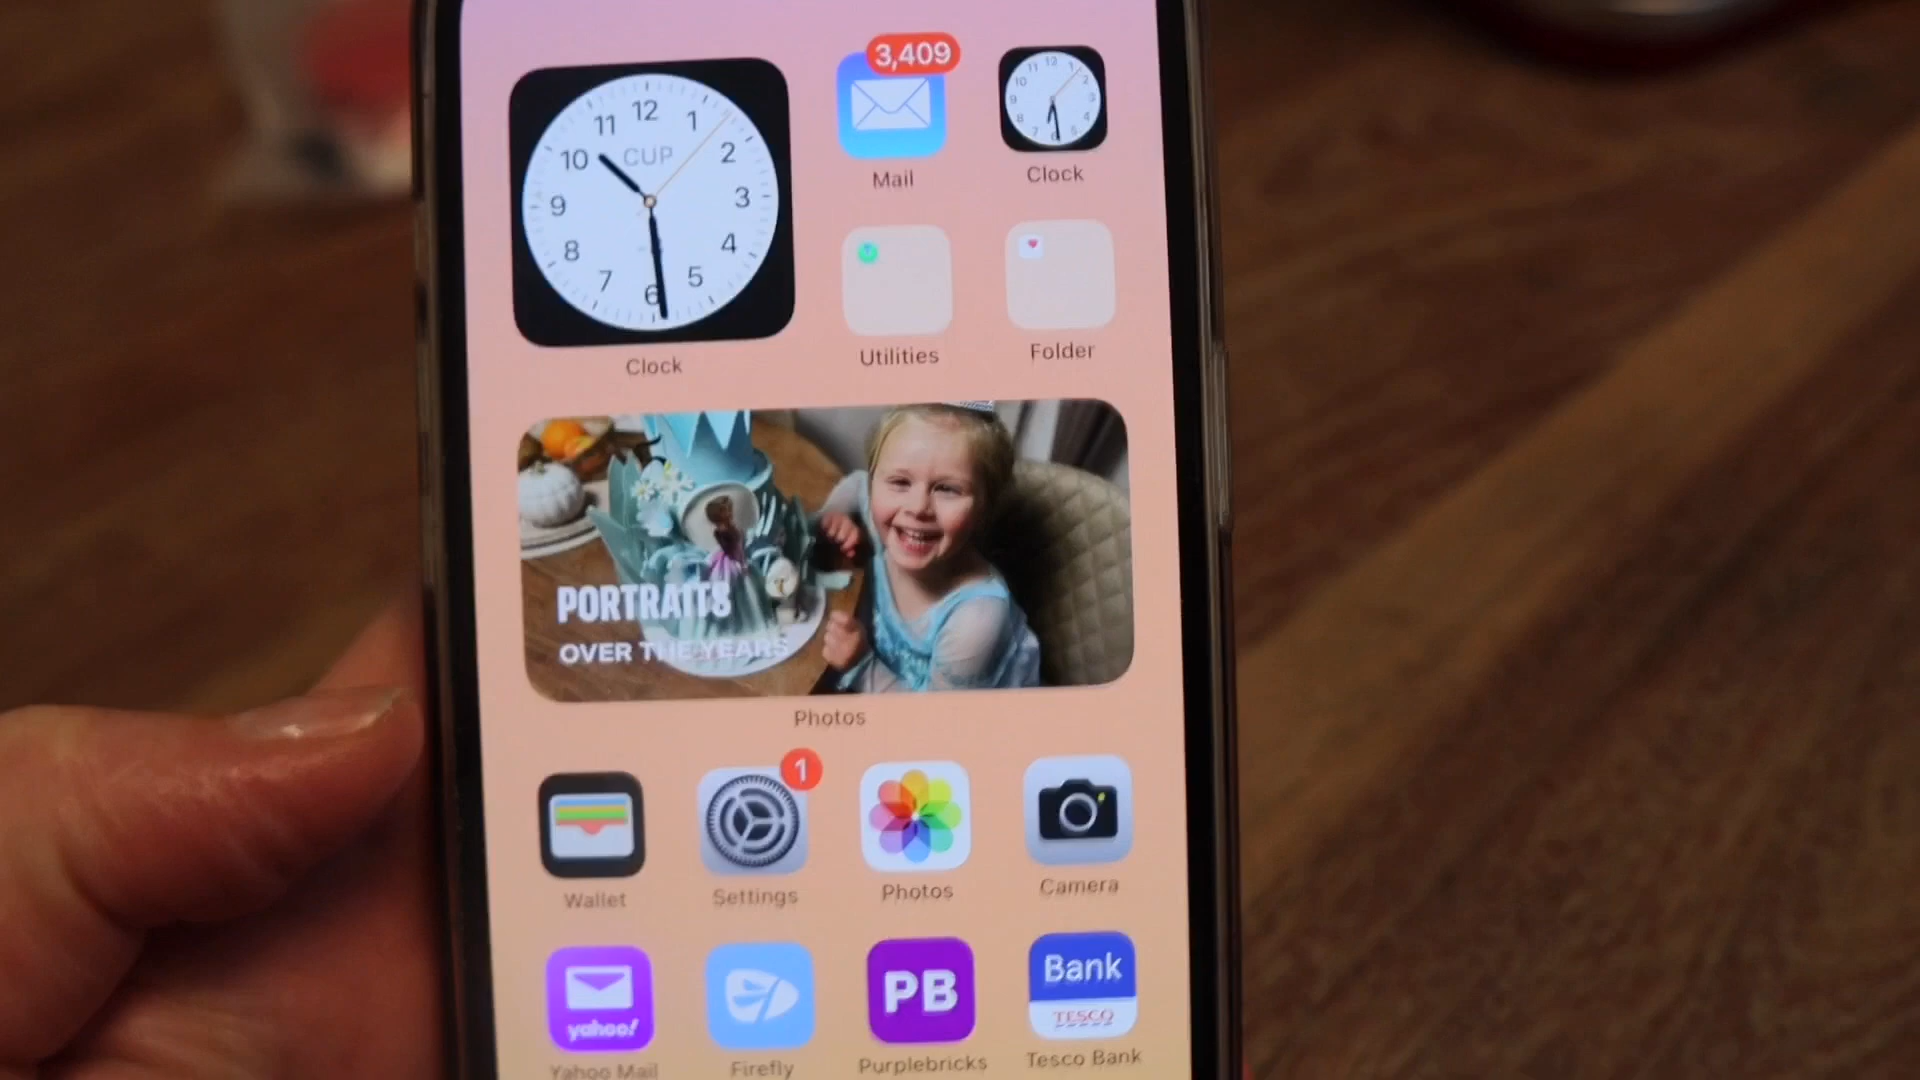 3,409
12
11
1
10
CUP
2
9
3
8
4
7
5
6
Mail
Clock
Clock
Utilities
Folder
PORTRAITS
OVER THE YEARS
Photos
1
Wallet
Settings
Photos
Camera
yahoo!
PB
Bank
TESCO
Yahoo Mail
Firefly
Purplebricks
Tesco Bank